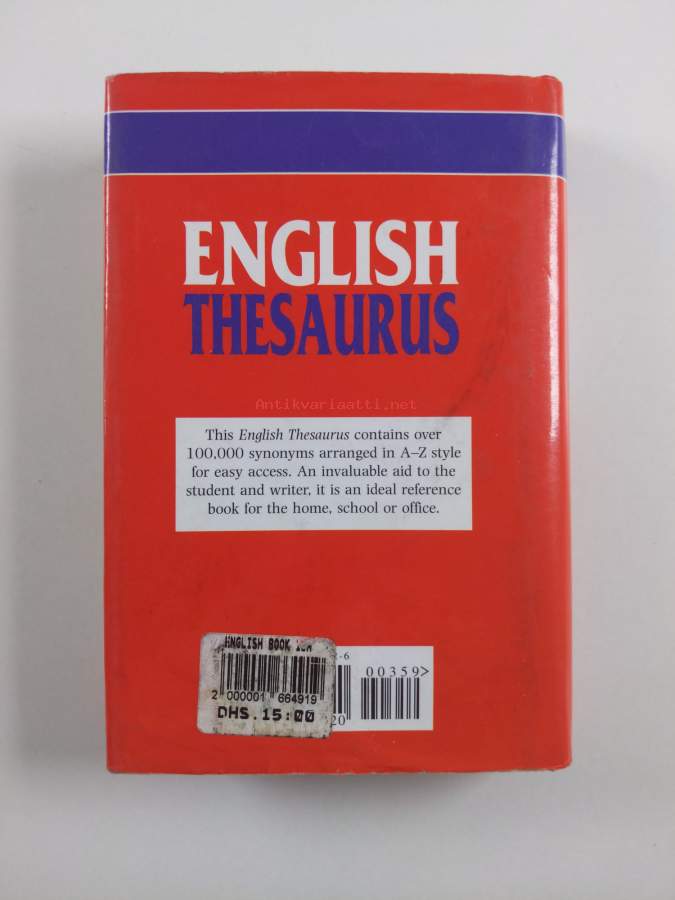 ENGLISH
THESAURUS
Antikvariaatti.net
This English Thesaurus contains over
100,000 synonyms arranged in A–Z style
for easy access. An invaluable aid to the
student and writer, it is an ideal reference
book for the home, school or office.
ENGLISH BOOK
-6
00359>
2 000001 664919
20
DHS.15:00